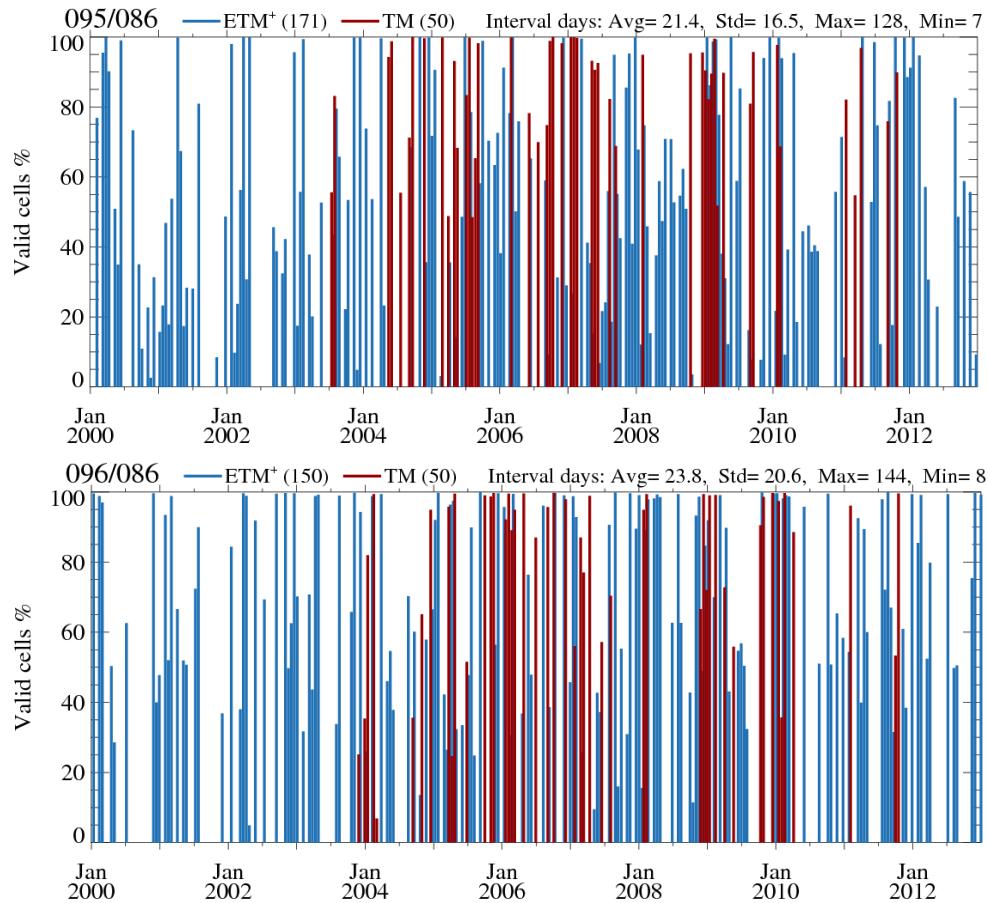 095/086 ETM+ (171) TM (50) Interval days: Avg= 21.4, Std= 16.5, Max= 128, Min= 7
Valid cells %
100
80
60
40
20
0
Jan 2000 Jan 2002 Jan 2004 Jan 2006 Jan 2008 Jan 2010 Jan 2012
096/086 ETM+ (150) TM (50) Interval days: Avg= 23.8, Std= 20.6, Max= 144, Min= 8
Valid cells %
100
80
60
40
20
0
Jan 2000 Jan 2002 Jan 2004 Jan 2006 Jan 2008 Jan 2010 Jan 2012